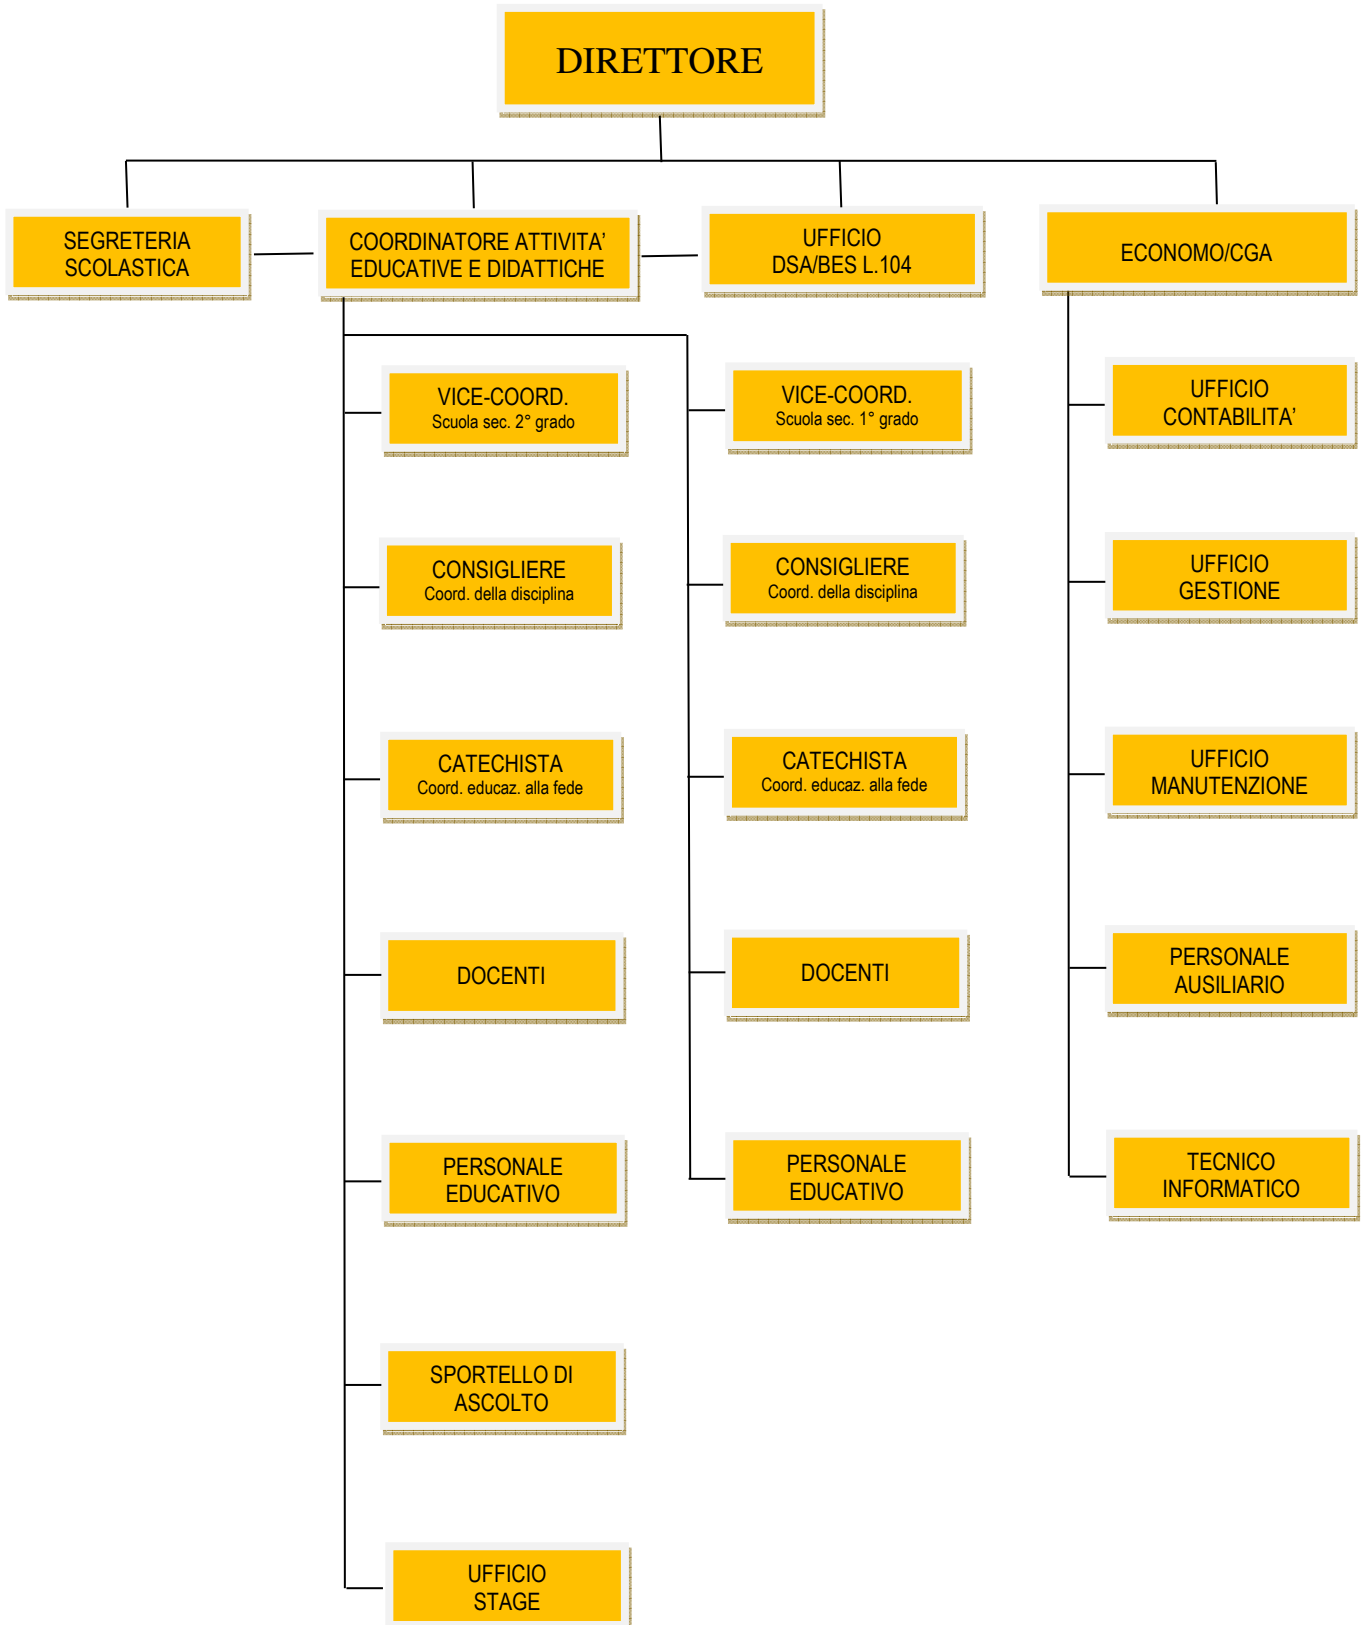 DIRETTORE
SEGRETERIA
SCOLASTICA
COORDINATORE ATTIVITA’
EDUCATIVE E DIDATTICHE
UFFICIO
DSA/BES L.104
ECONOMO/CGA
VICE-COORD.
Scuola sec. 2° grado
VICE-COORD.
Scuola sec. 1° grado
UFFICIO
CONTABILITA’
CONSIGLIERE
Coord. della disciplina
CONSIGLIERE
Coord. della disciplina
UFFICIO
GESTIONE
CATECHISTA
Coord. educaz. alla fede
CATECHISTA
Coord. educaz. alla fede
UFFICIO
MANUTENZIONE
DOCENTI
DOCENTI
PERSONALE
AUSILIARIO
PERSONALE
EDUCATIVO
PERSONALE
EDUCATIVO
TECNICO
INFORMATICO
SPORTELLO DI
ASCOLTO
UFFICIO
STAGE